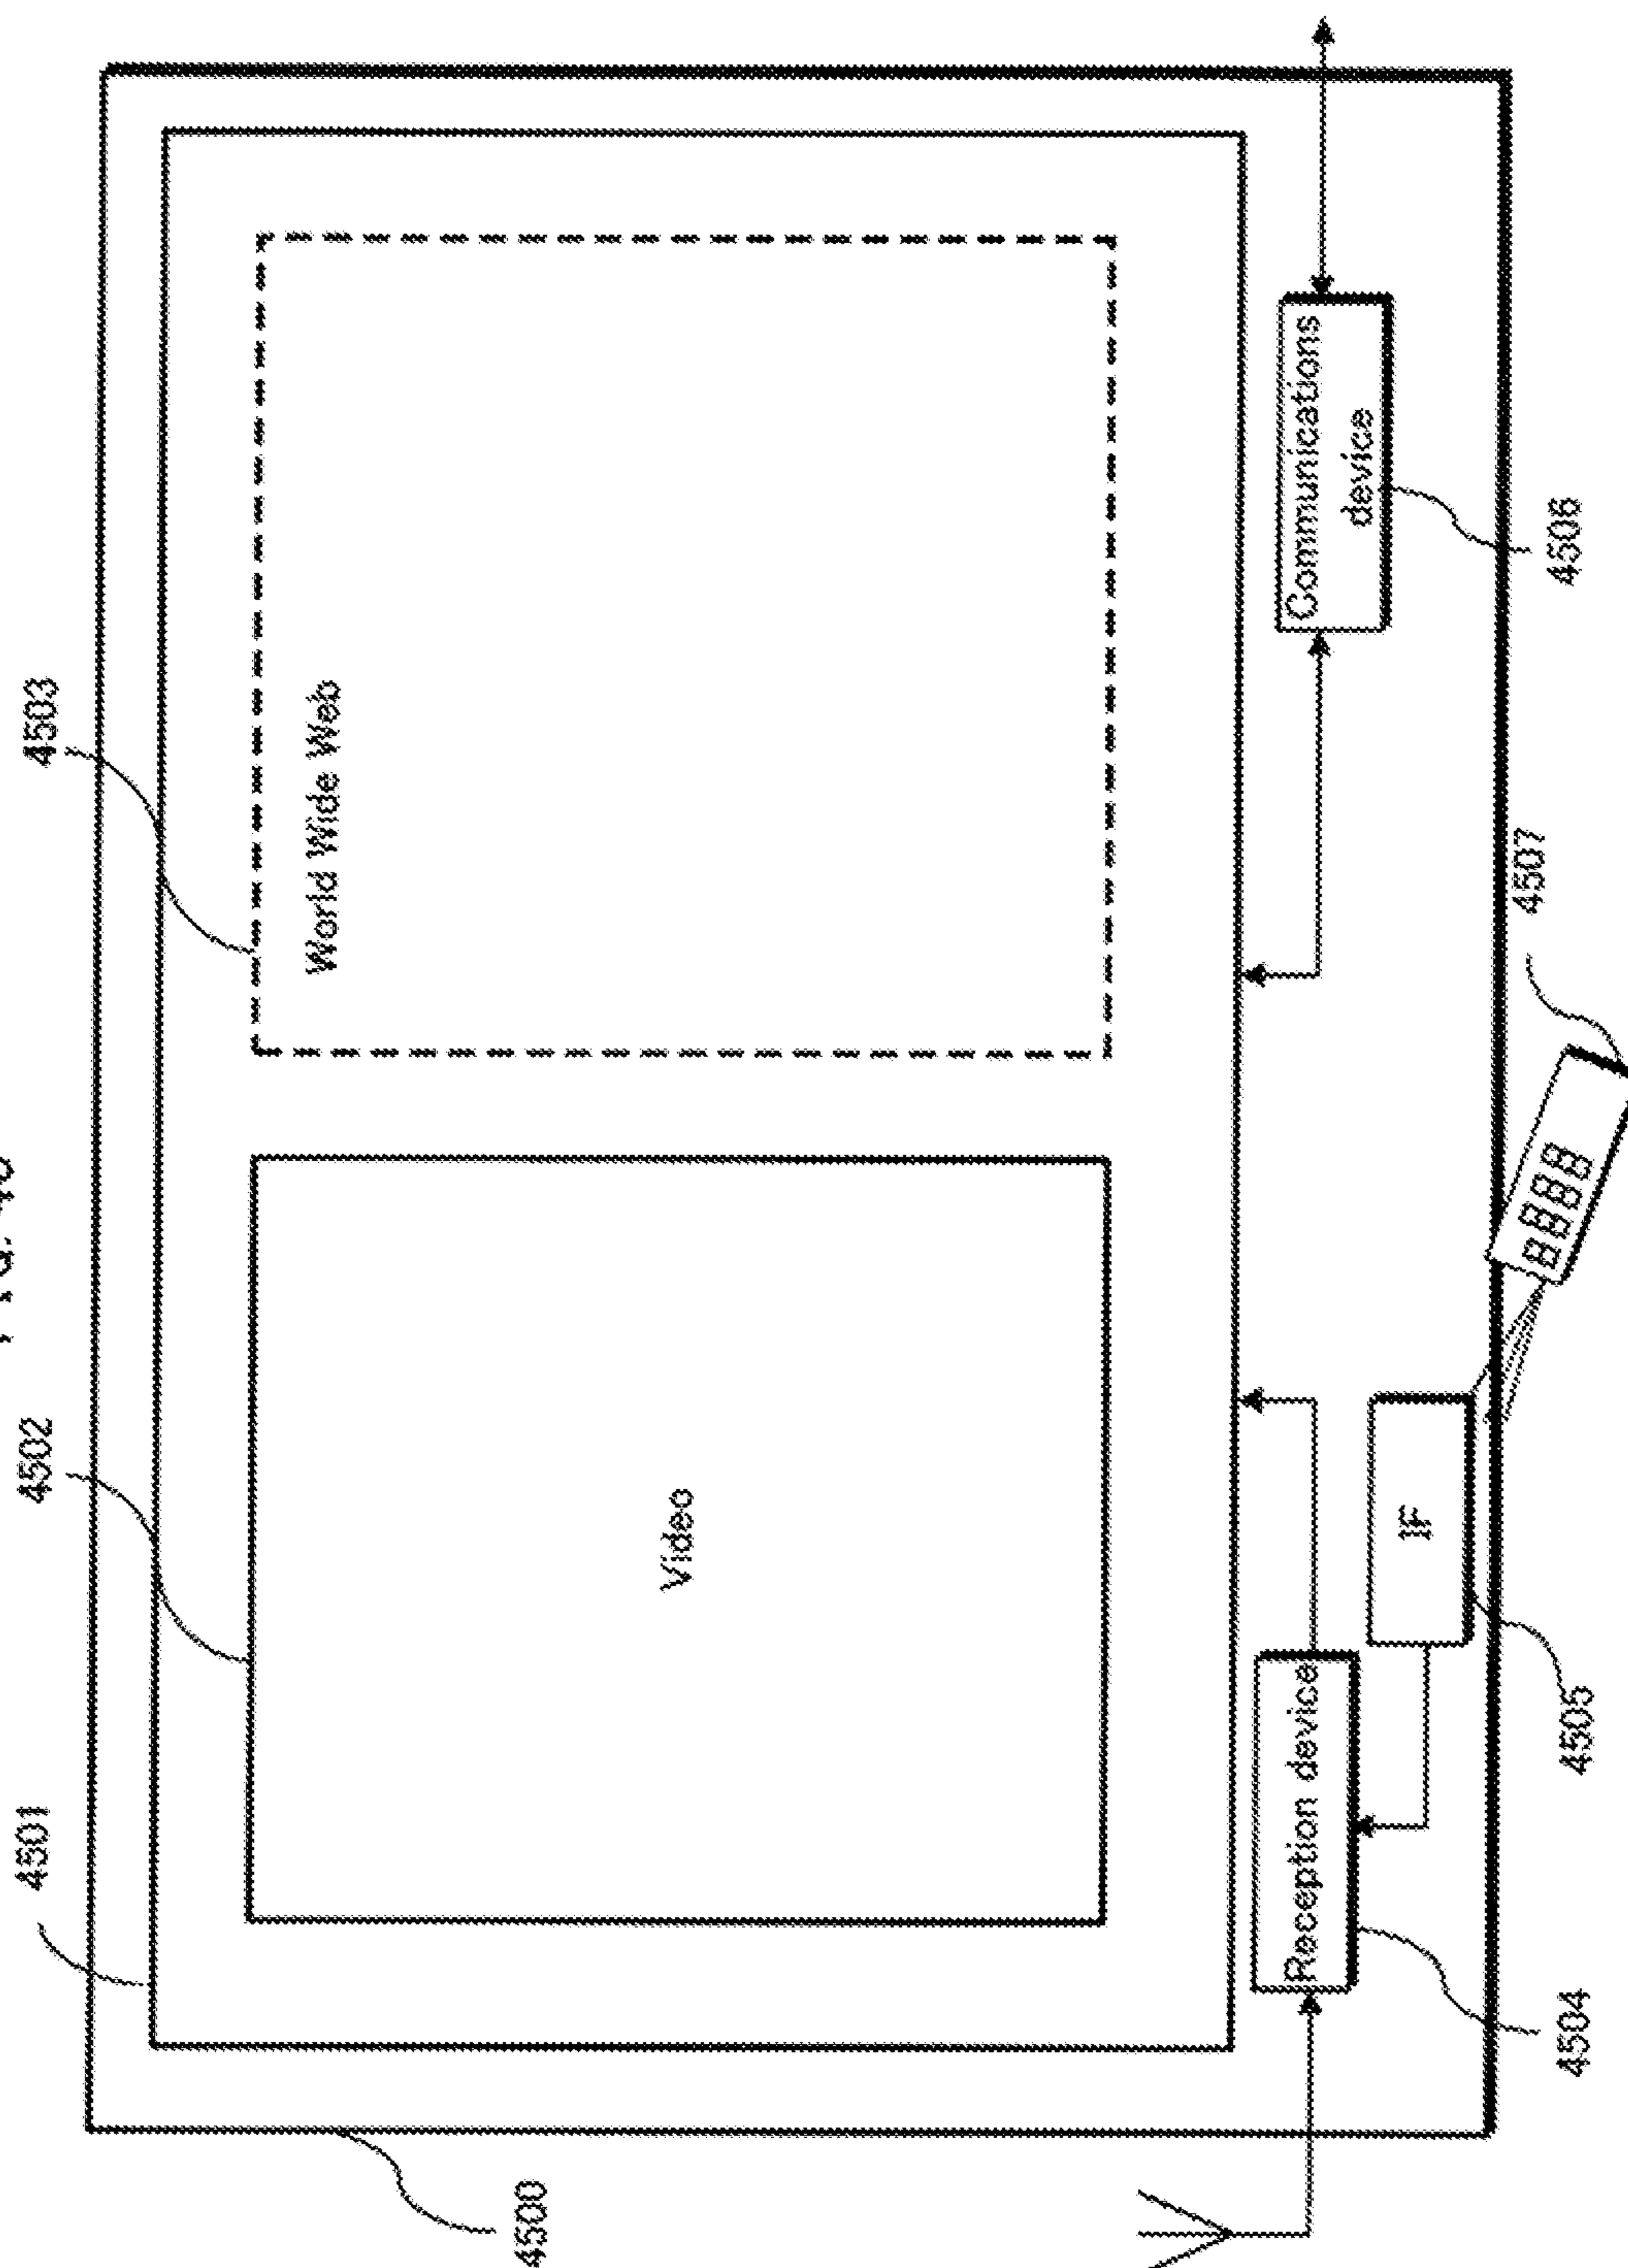 4501
4502
4503
4500
Video
World Wide Web
Reception device
IF
Communications
device
4504
4505
4507
4506